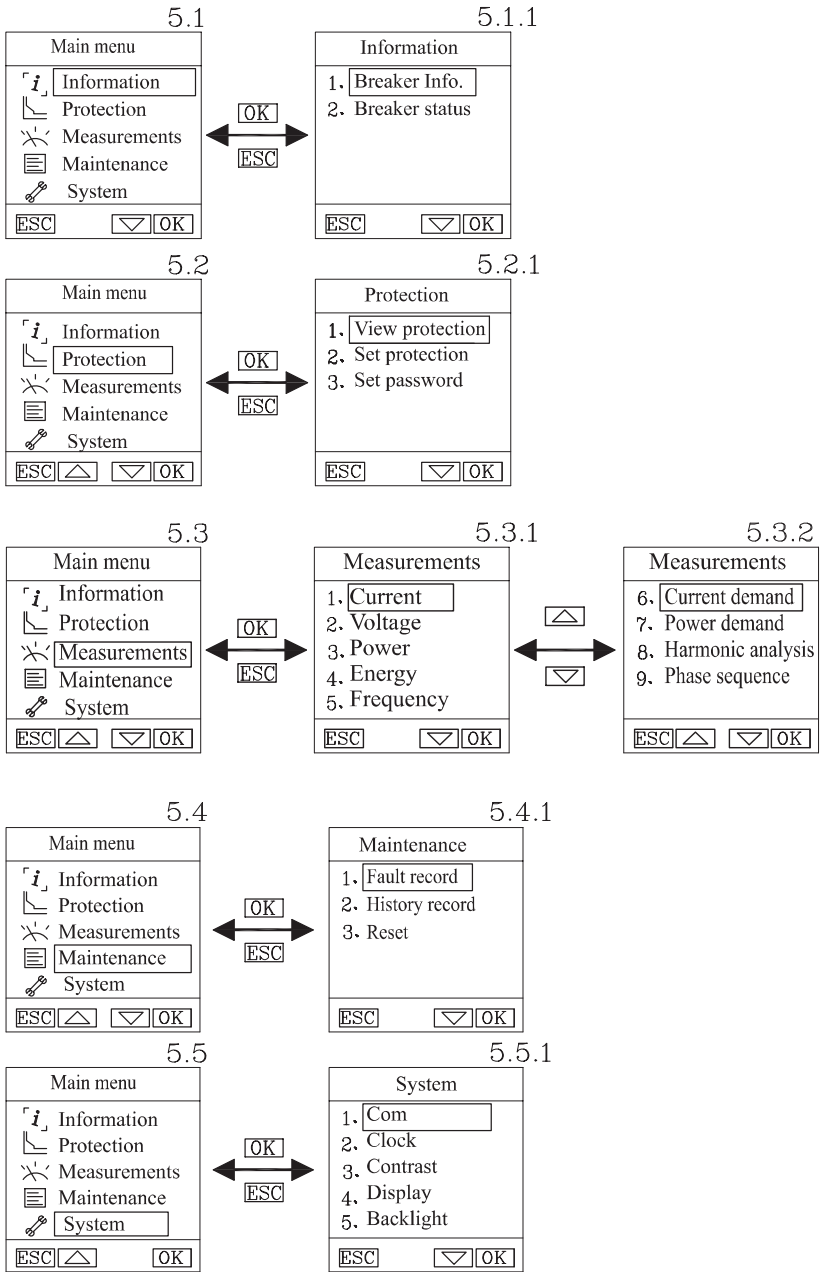 5.1
Main menu
i Information
Protection
Measurements
Maintenance
System
ESC OK
OK
ESC
5.1.1
Information
1. Breaker Info.
2. Breaker status
ESC OK
5.2
Main menu
i Information
Protection
Measurements
Maintenance
System
ESC OK
OK
ESC
5.2.1
Protection
1. View protection
2. Set protection
3. Set password
ESC OK
5.3
Main menu
i Information
Protection
Measurements
Maintenance
System
ESC OK
OK
ESC
5.3.1
Measurements
1. Current
2. Voltage
3. Power
4. Energy
5. Frequency
ESC OK
5.3.2
Measurements
6. Current demand
7. Power demand
8. Harmonic analysis
9. Phase sequence
ESC OK
5.4
Main menu
i Information
Protection
Measurements
Maintenance
System
ESC OK
OK
ESC
5.4.1
Maintenance
1. Fault record
2. History record
3. Reset
ESC OK
5.5
Main menu
i Information
Protection
Measurements
Maintenance
System
ESC OK
OK
ESC
5.5.1
System
1. Com
2. Clock
3. Contrast
4. Display
5. Backlight
ESC OK